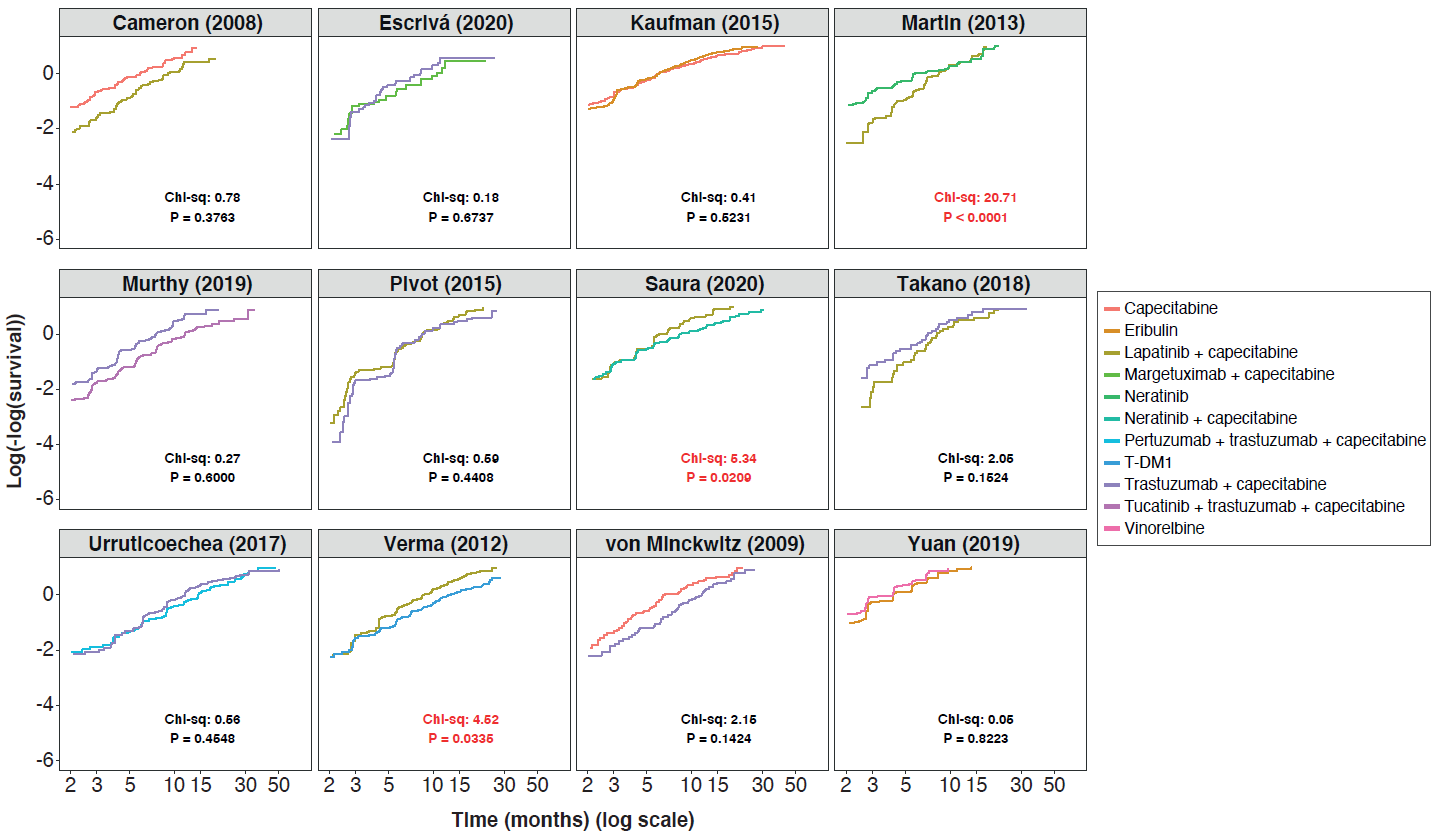 Cameron (2008)
Escrivá (2020)
Kaufman (2015)
Martin (2013)
0
-2
-4
-6
Chi-sq: 0.78
P = 0.3763
Chi-sq: 0.18
P = 0.6737
Chi-sq: 0.41
P = 0.5231
Chi-sq: 20.71
P < 0.0001
Murthy (2019)
Pivot (2015)
Saura (2020)
Takano (2018)
0
-2
-4
-6
Chi-sq: 0.27
P = 0.6000
Chi-sq: 0.59
P = 0.4408
Chi-sq: 5.34
P = 0.0209
Chi-sq: 2.05
P = 0.1524
Log(-log(survival))
Urruticoechea (2017)
Verma (2012)
von Minckwitz (2009)
Yuan (2019)
0
-2
-4
-6
Chi-sq: 0.56
P = 0.4548
Chi-sq: 4.52
P = 0.0335
Chi-sq: 2.15
P = 0.1424
Chi-sq: 0.05
P = 0.8223
2 3 5 10 15 30 50
2 3 5 10 15 30 50
2 3 5 10 15 30 50
2 3 5 10 15 30 50
Time (months) (log scale)
Capecitabine
Eribulin
Lapatinib + capecitabine
Margetuximab + capecitabine
Neratinib
Neratinib + capecitabine
Pertuzumab + trastuzumab + capecitabine
T-DM1
Trastuzumab + capecitabine
Tucatinib + trastuzumab + capecitabine
Vinorelbine